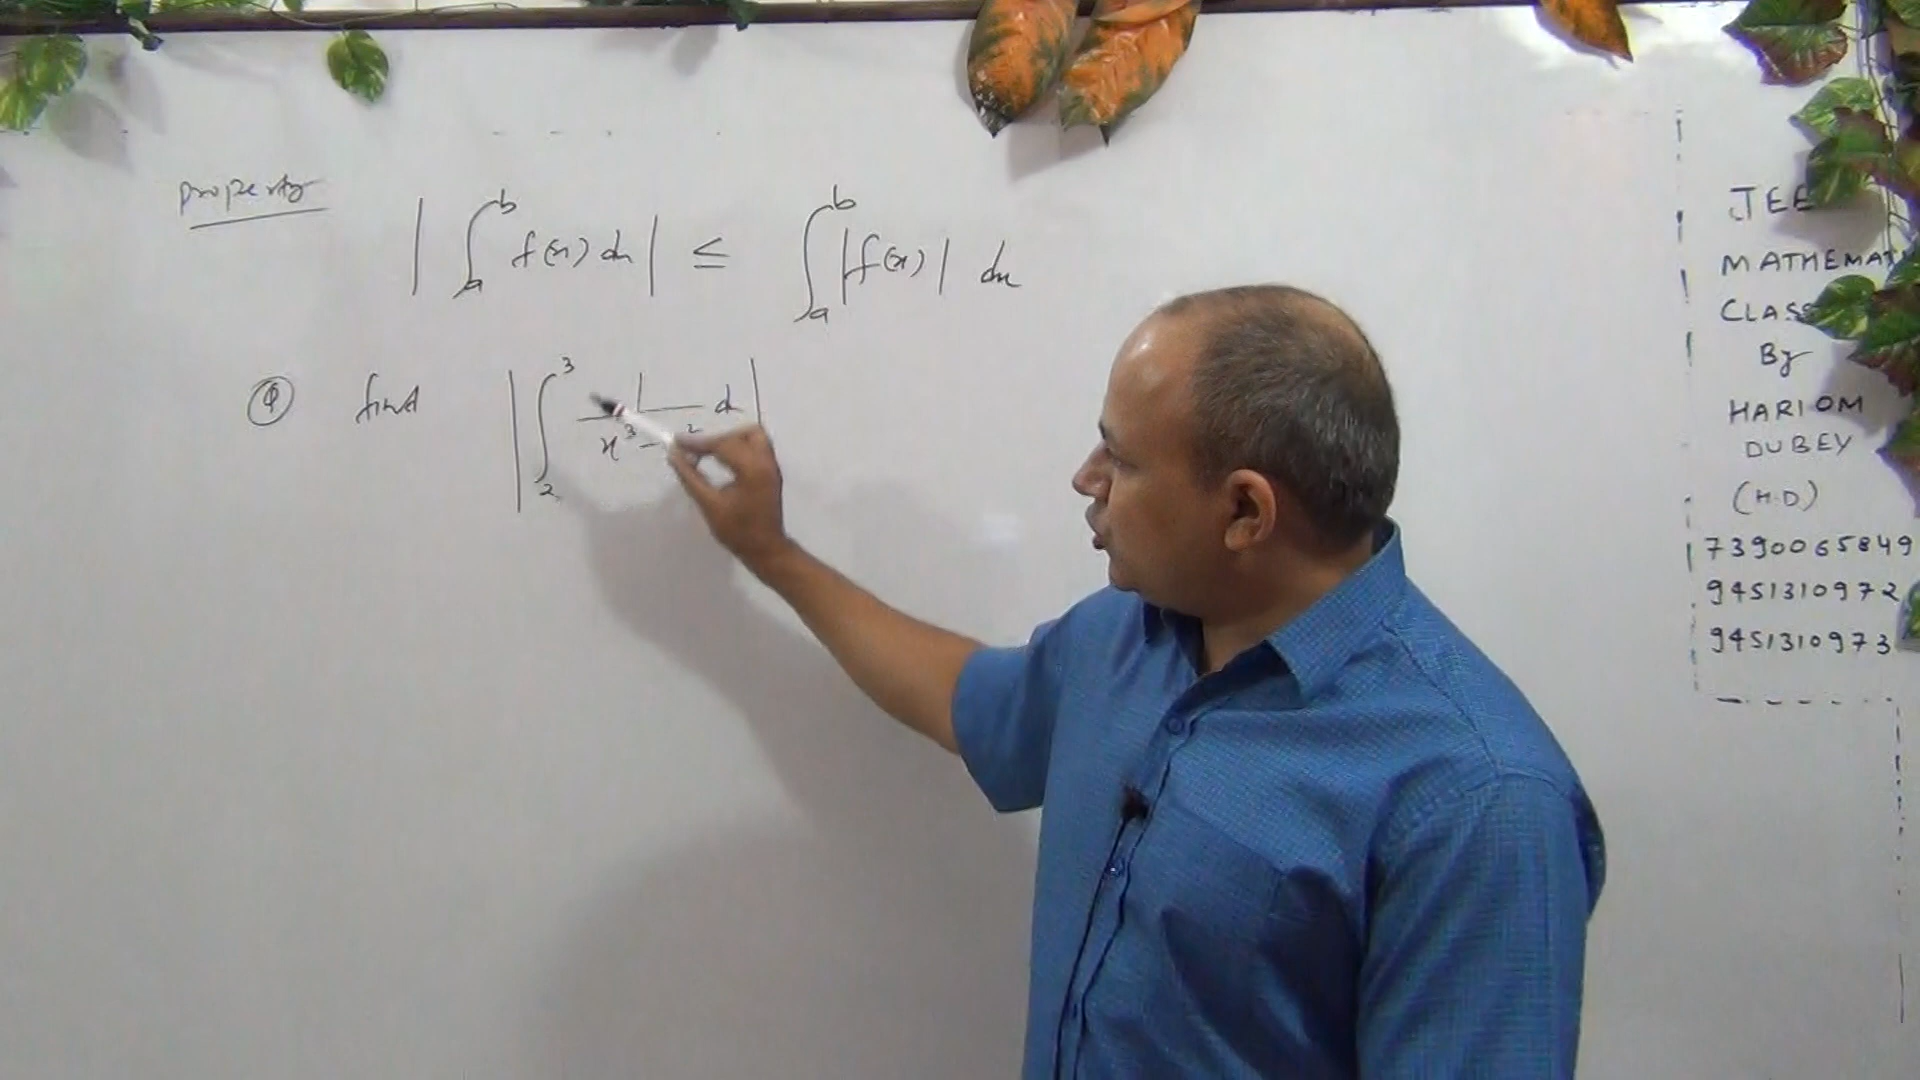 property
| ∫_a^b f(x) dx | ≤ ∫_a^b |f(x)| dx
Q find | ∫_2^3 1 / x^3 - ^2 d |
JEE
MATHEMAT
CLASS
By
HARIOM
DUBEY
(H.D)
7390065849
9451310972
9451310973